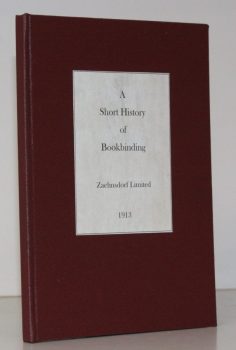 A
Short History
of
Bookbinding
Zaehnsdorf Limited
1913